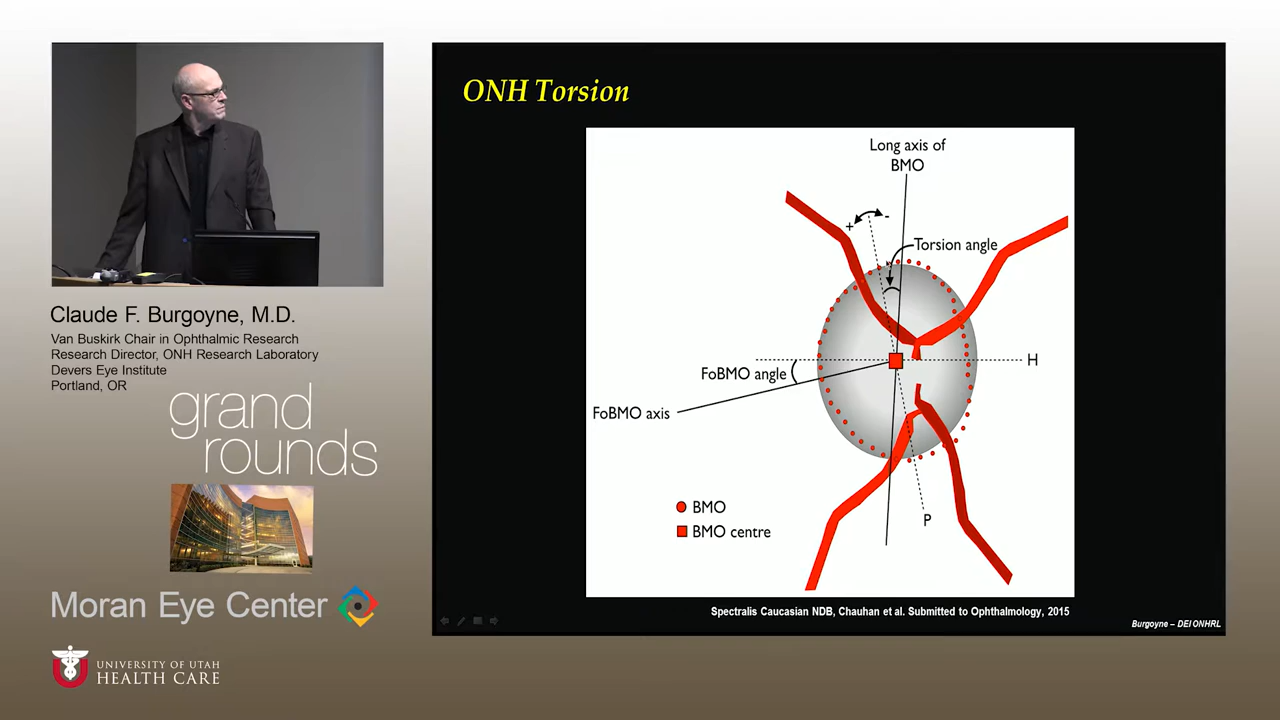 ONH Torsion
Long axis of
BMO
+
-
Torsion angle
H
FoBMO angle
FoBMO axis
BMO
P
BMO centre
Spectralis Caucasian NDB, Chauhan et al. Submitted to Ophthalmology, 2015
Burgoyne – DEI ONHRL
Claude F. Burgoyne, M.D.
Van Buskirk Chair in Ophthalmic Research
Research Director, ONH Research Laboratory
Devers Eye Institute
Portland, OR
grand
rounds
Moran Eye Center
UNIVERSITY OF UTAH
HEALTH CARE